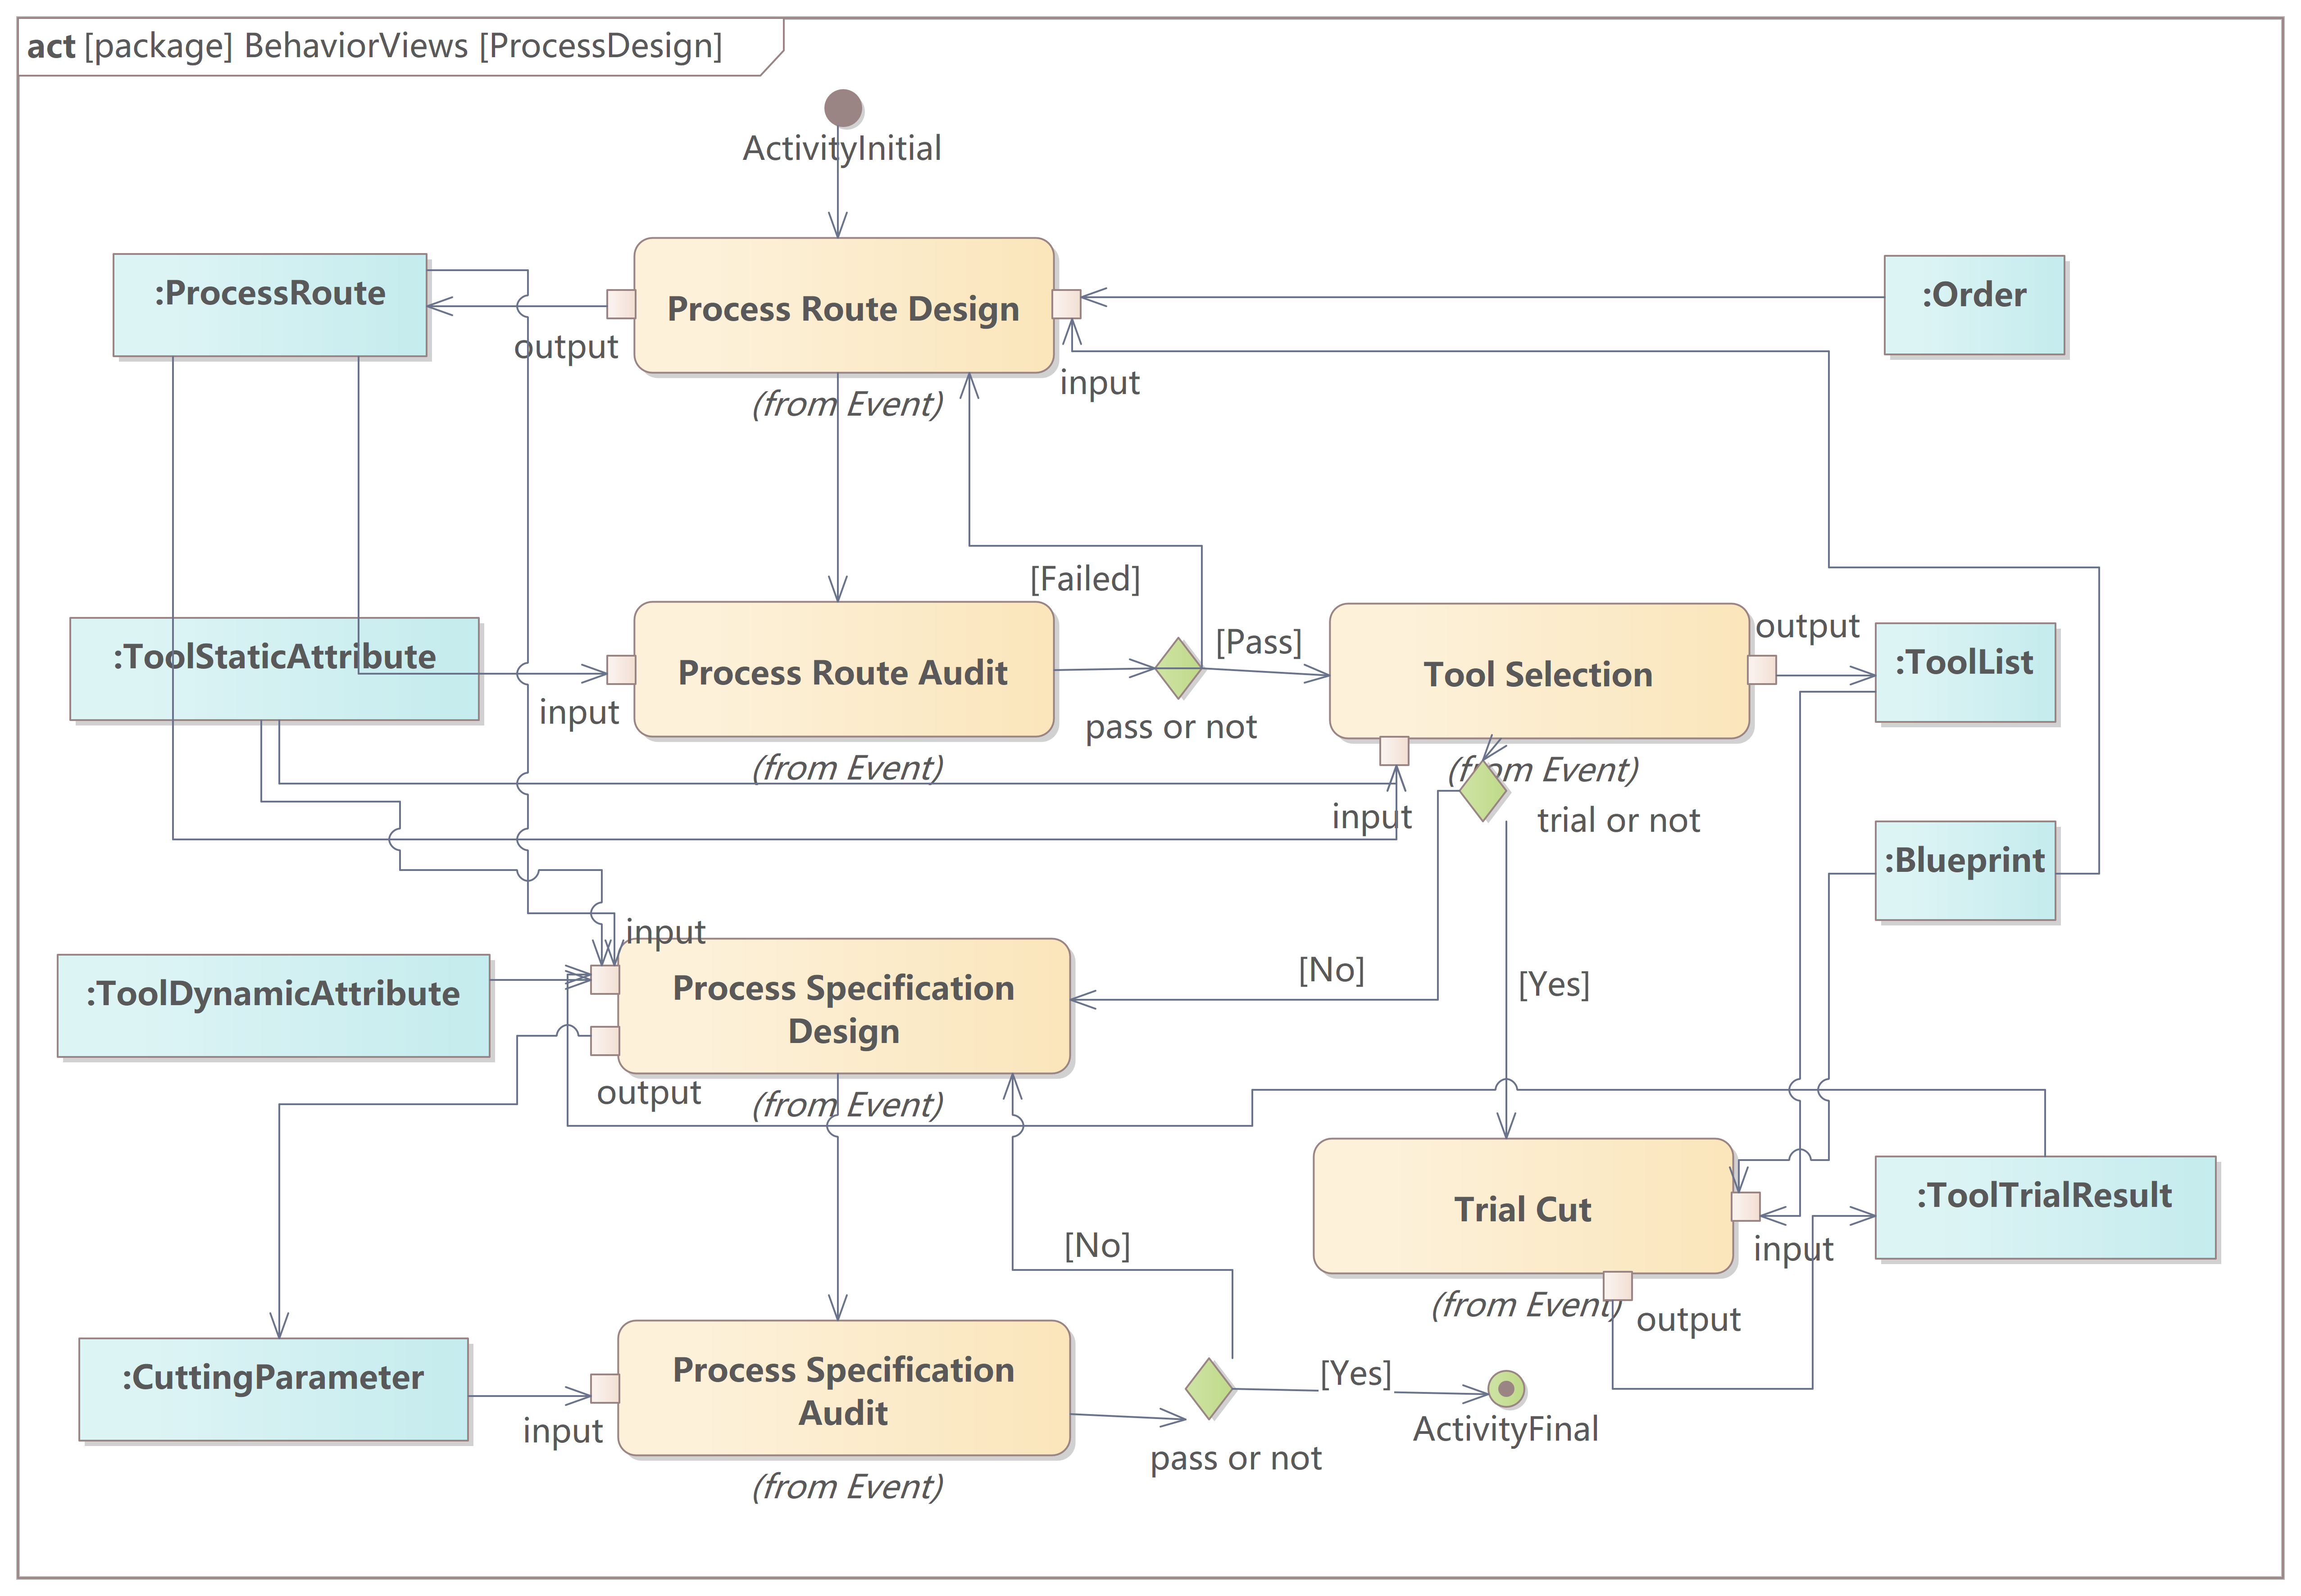 act [package] BehaviorViews [ProcessDesign]
ActivityInitial
:ProcessRoute
Process Route Design
:Order
output
input
(from Event)
[Failed]
:ToolStaticAttribute
Process Route Audit
[Pass]
Tool Selection
output
:ToolList
input
pass or not
(from Event)
(from Event)
input
trial or not
:Blueprint
input
:ToolDynamicAttribute
Process Specification
Design
[No]
[Yes]
output
(from Event)
Trial Cut
:ToolTrialResult
[No]
input
(from Event)
output
:CuttingParameter
Process Specification
Audit
[Yes]
input
ActivityFinal
pass or not
(from Event)